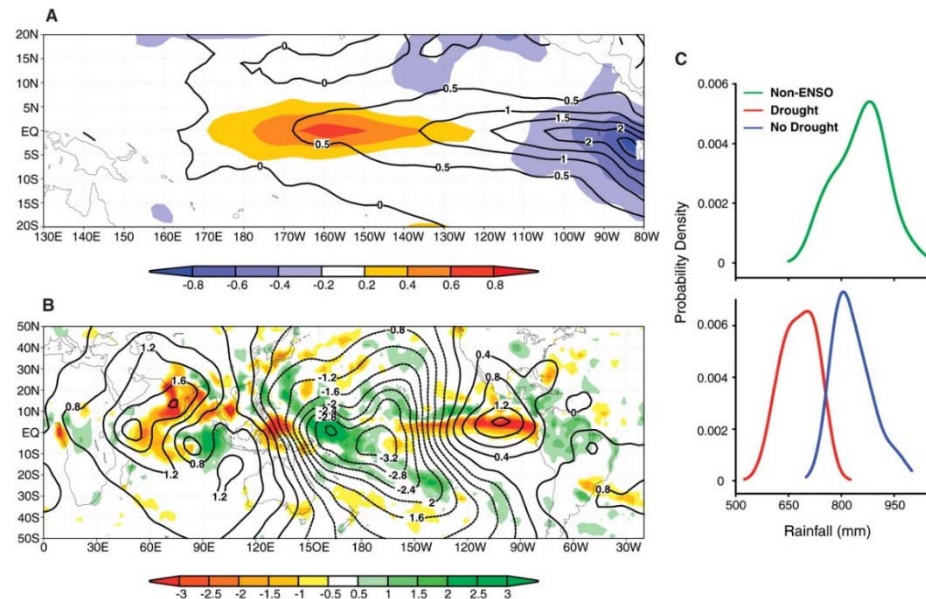 A
20N
15N
10N
5N
EQ
5S
10S
15S
20S
130E 140E 150 160E 170E 180 170W 160W 150W 140W 130W 120W 110W 100W 90W 80W
0
0
0.5
1
1.5
2
2
1
0.5
0.5
0
0
-0.8 -0.6 -0.4 -0.2 0.2 0.4 0.6 0.8
B
50N
40N
30N
20N
10N
EQ
10S
20S
30S
40S
50S
0 30E 60E 90E 120E 150E 180 150W 120W 90W 60W 30W
1.2
1.6
0.8
0.8
1.2
1.2
-0.8
-1.2
-1.6
-2
-2.4
-2.8
-3.2
-2.8
-2.4
2
1.6
0.4
0.8
1.2
0.4
0
0.8
-3 -2.5 -2 -1.5 -1 -0.5 0.5 1 1.5 2 2.5 3
C
Non-ENSO
Drought
No Drought
Probability Density
0.006
0.004
0.002
0
0.006
0.004
0.002
0
500 650 800 950
Rainfall (mm)